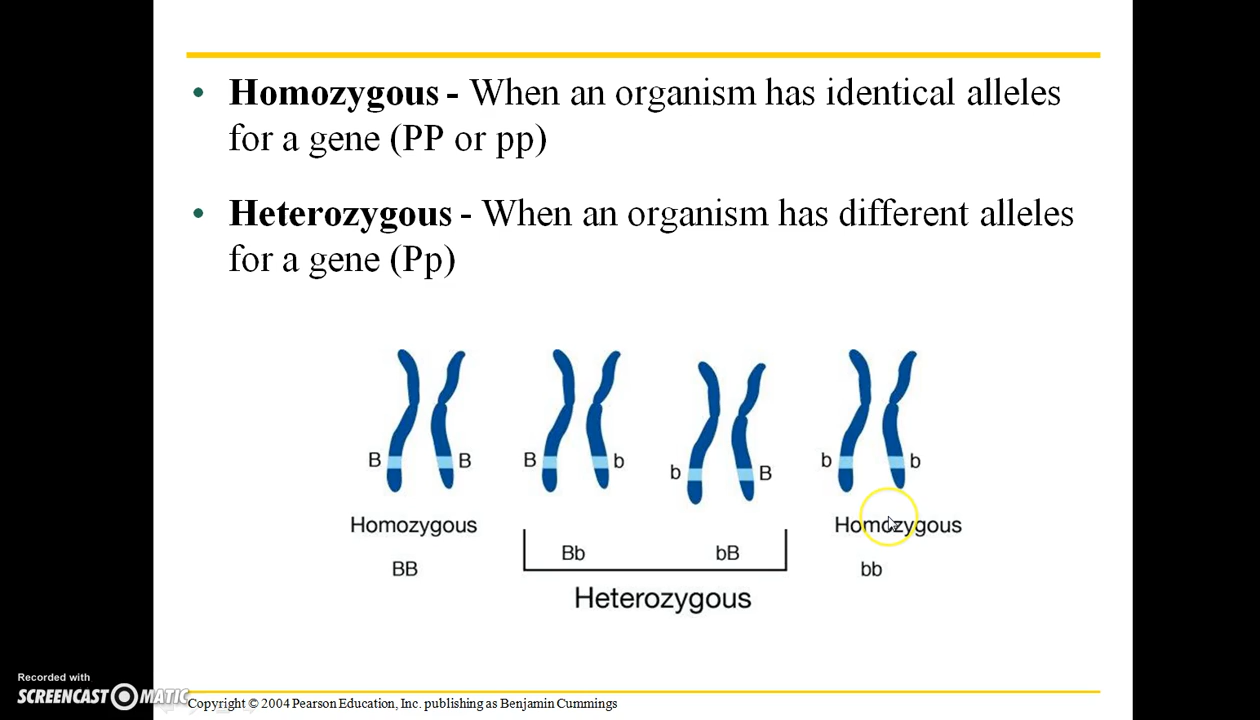 • Homozygous - When an organism has identical alleles
for a gene (PP or pp)
• Heterozygous - When an organism has different alleles
for a gene (Pp)
B B B b b B b b
Homozygous Homozygous
Bb bB
BB bb
Heterozygous
Recorded with
SCREENCAST MATIC
Copyright © 2004 Pearson Education, Inc. publishing as Benjamin Cummings